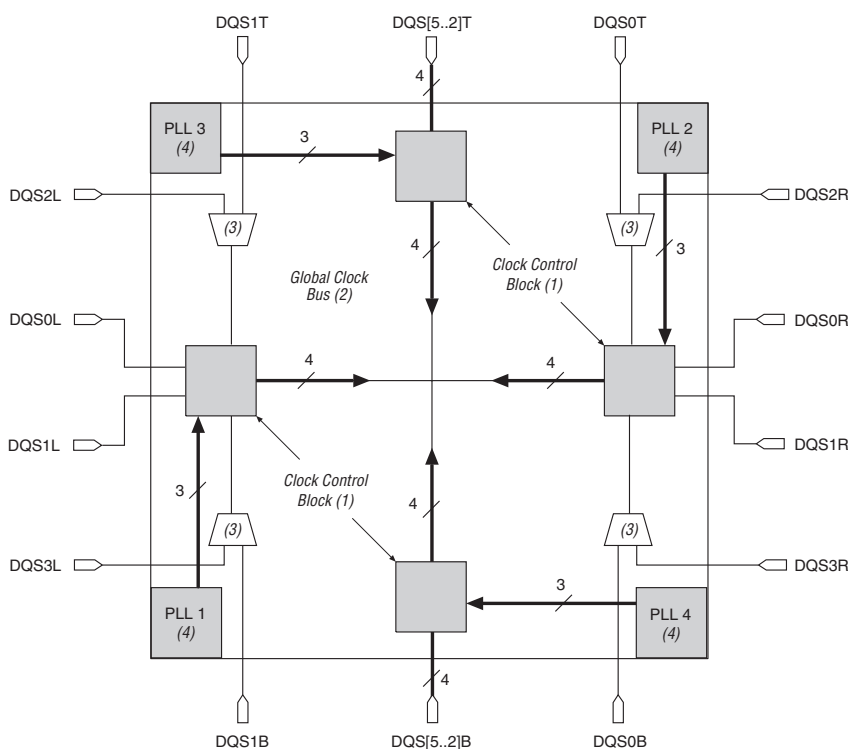 DQS1T
DQS[5..2]T
DQS0T
4
PLL 3
(4)
3
PLL 2
(4)
DQS2L
DQS2R
(3)
(3)
4
3
Global Clock
Bus (2)
Clock Control
Block (1)
DQS0L
DQS0R
4
4
DQS1L
DQS1R
Clock Control
Block (1)
3
4
(3)
(3)
DQS3L
DQS3R
3
PLL 1
(4)
PLL 4
(4)
4
DQS1B
DQS[5..2]B
DQS0B